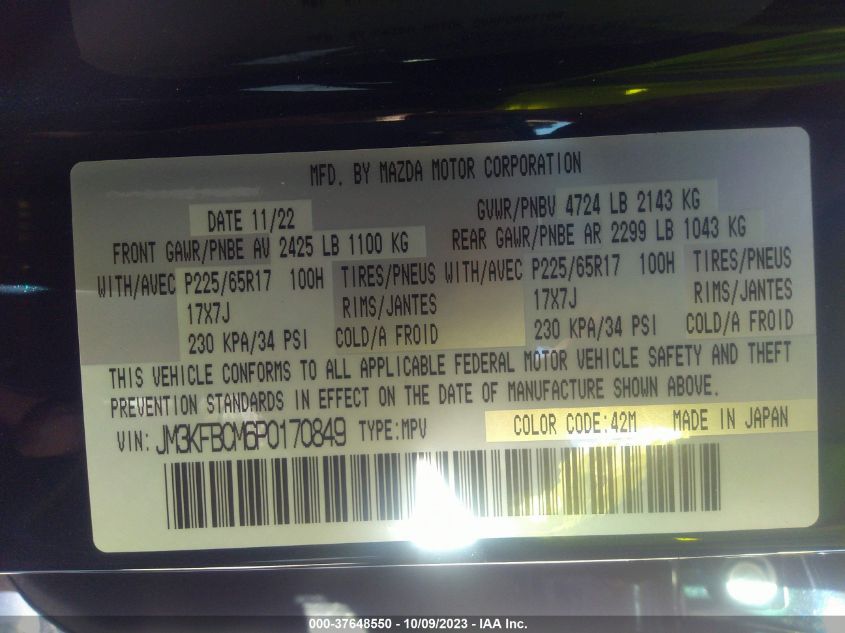 MFD. BY MAZDA MOTOR CORPORATION
DATE 11/22 GVWR/PNBV 4724 LB 2143 KG
FRONT GAWR/PNBE AV 2425 LB 1100 KG REAR GAWR/PNBE AR 2299 LB 1043 KG
WITH/AVEC P225/65R17 100H TIRES/PNEUS WITH/AVEC P225/65R17 100H TIRES/PNEUS
17X7J RIMS/JANTES 17X7J RIMS/JANTES
230 KPA/34 PSI COLD/A FROID 230 KPA/34 PSI COLD/A FROID
THIS VEHICLE CONFORMS TO ALL APPLICABLE FEDERAL MOTOR VEHICLE SAFETY AND THEFT
PREVENTION STANDARDS IN EFFECT ON THE DATE OF MANUFACTURE SHOWN ABOVE.
VIN: JM3KFBCM6P0170849 TYPE:MPV COLOR CODE:42M MADE IN JAPAN
000-37648550 - 10/09/2023 - IAA Inc.